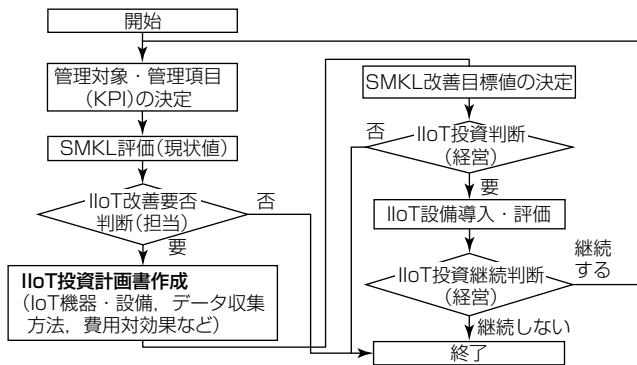 開始
管理対象・管理項目
(KPI)の決定
SMKL評価(現状値)
IIoT改善要否
判断(担当)
否
要
IIoT投資計画書作成
(IoT機器・設備，データ収集
方法，費用対効果など)
SMKL改善目標値の決定
否
IIoT投資判断
(経営)
要
IIoT設備導入・評価
IIoT投資継続判断
(経営)
継続
する
継続しない
終了